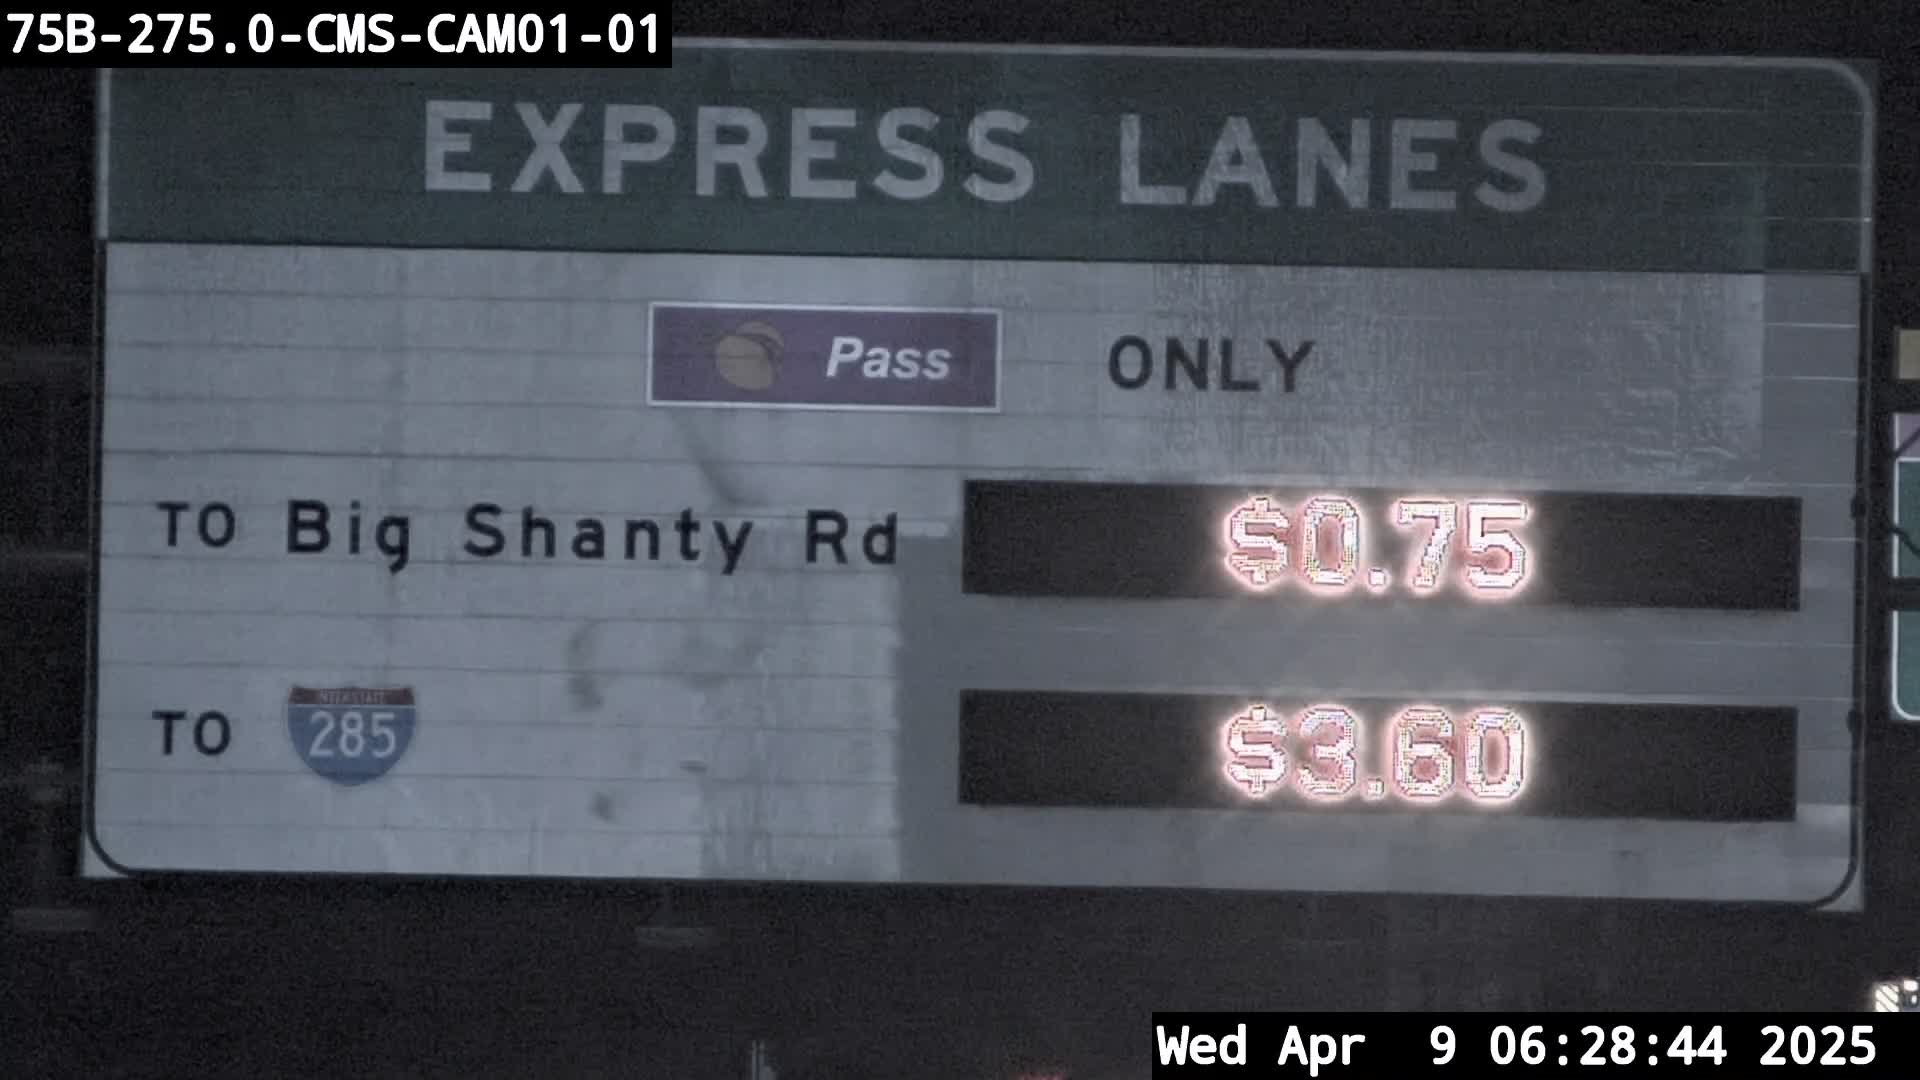 75B-275.0-CMS-CAM01-01
EXPRESS LANES
Pass ONLY
TO Big Shanty Rd $0.75
INTERSTATE
TO 285 $3.60
Wed Apr 9 06:28:44 2025